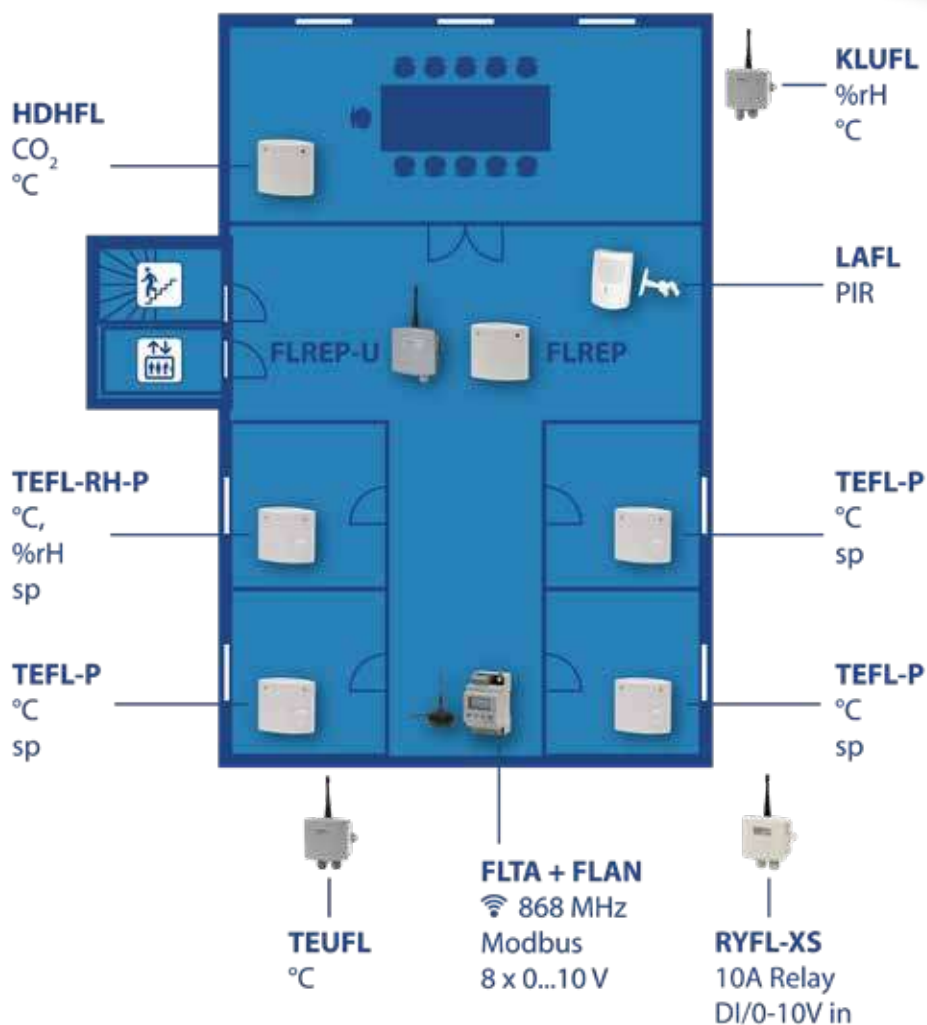 KLUFL
%rH
°C
HDHFL
CO₂
°C
LAFL
PIR
FLREP-U
FLREP
TEFL-RH-P
°C,
%rH
sp
TEFL-P
°C
sp
TEFL-P
°C
sp
TEFL-P
°C
sp
TEUFL
°C
FLTA + FLAN
868 MHz
Modbus
8 x 0...10 V
RYFL-XS
10A Relay
DI/0-10V in